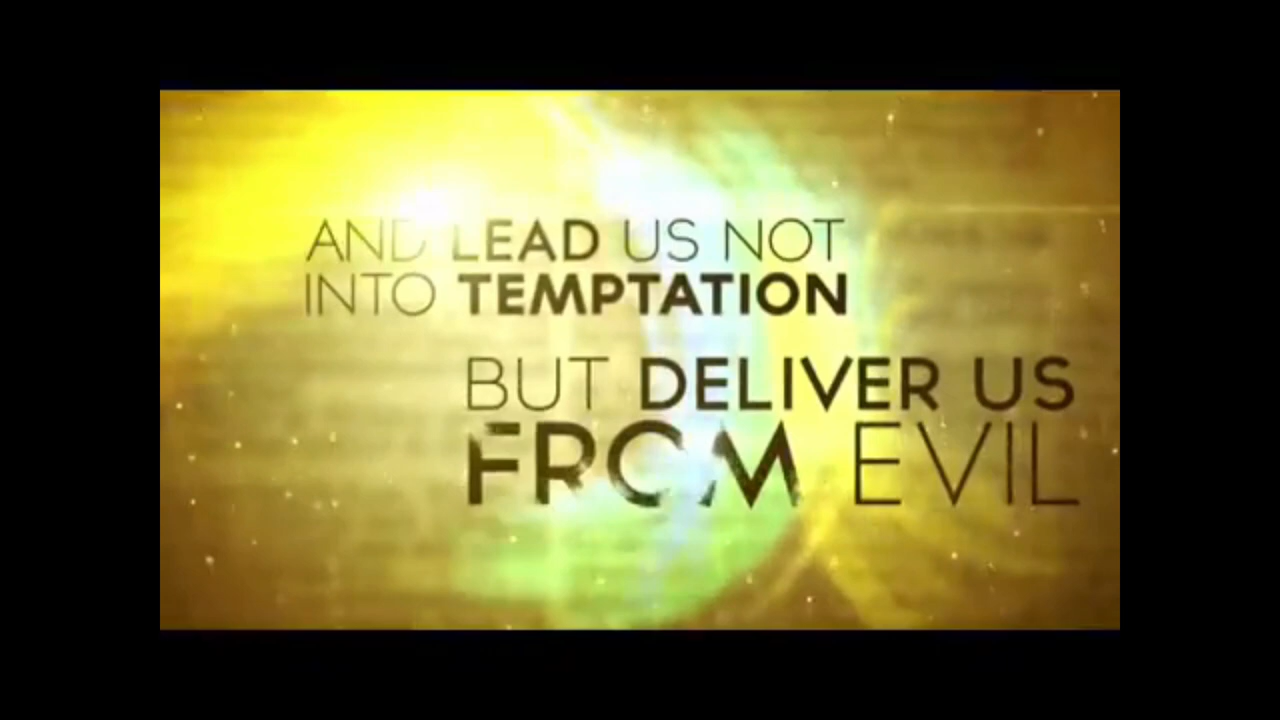 AND LEAD US NOT
INTO TEMPTATION
BUT DELIVER US
FROM EVIL